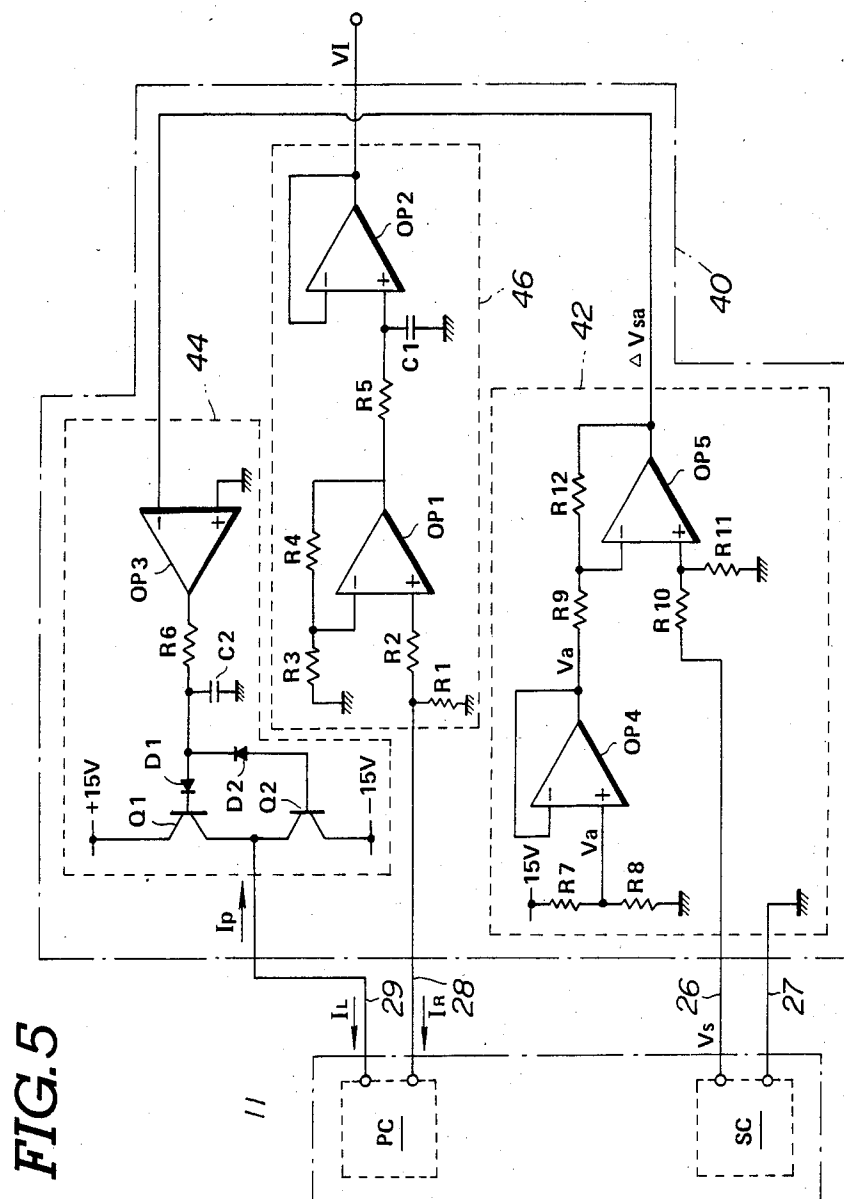 FIG.5
11
PC
SC
IL
29
28
IR
Vs
26
27
Ip
+15V
Q1
D1
D2
Q2
—15V
R6
C2
OP3
−
+
44
R3
R4
R2
R1
OP1
−
+
R5
C1
OP2
−
+
46
VI
—15V
R7
R8
Va
OP4
−
+
Va
R9
R10
R12
R11
OP5
−
+
42
ΔVsa
40